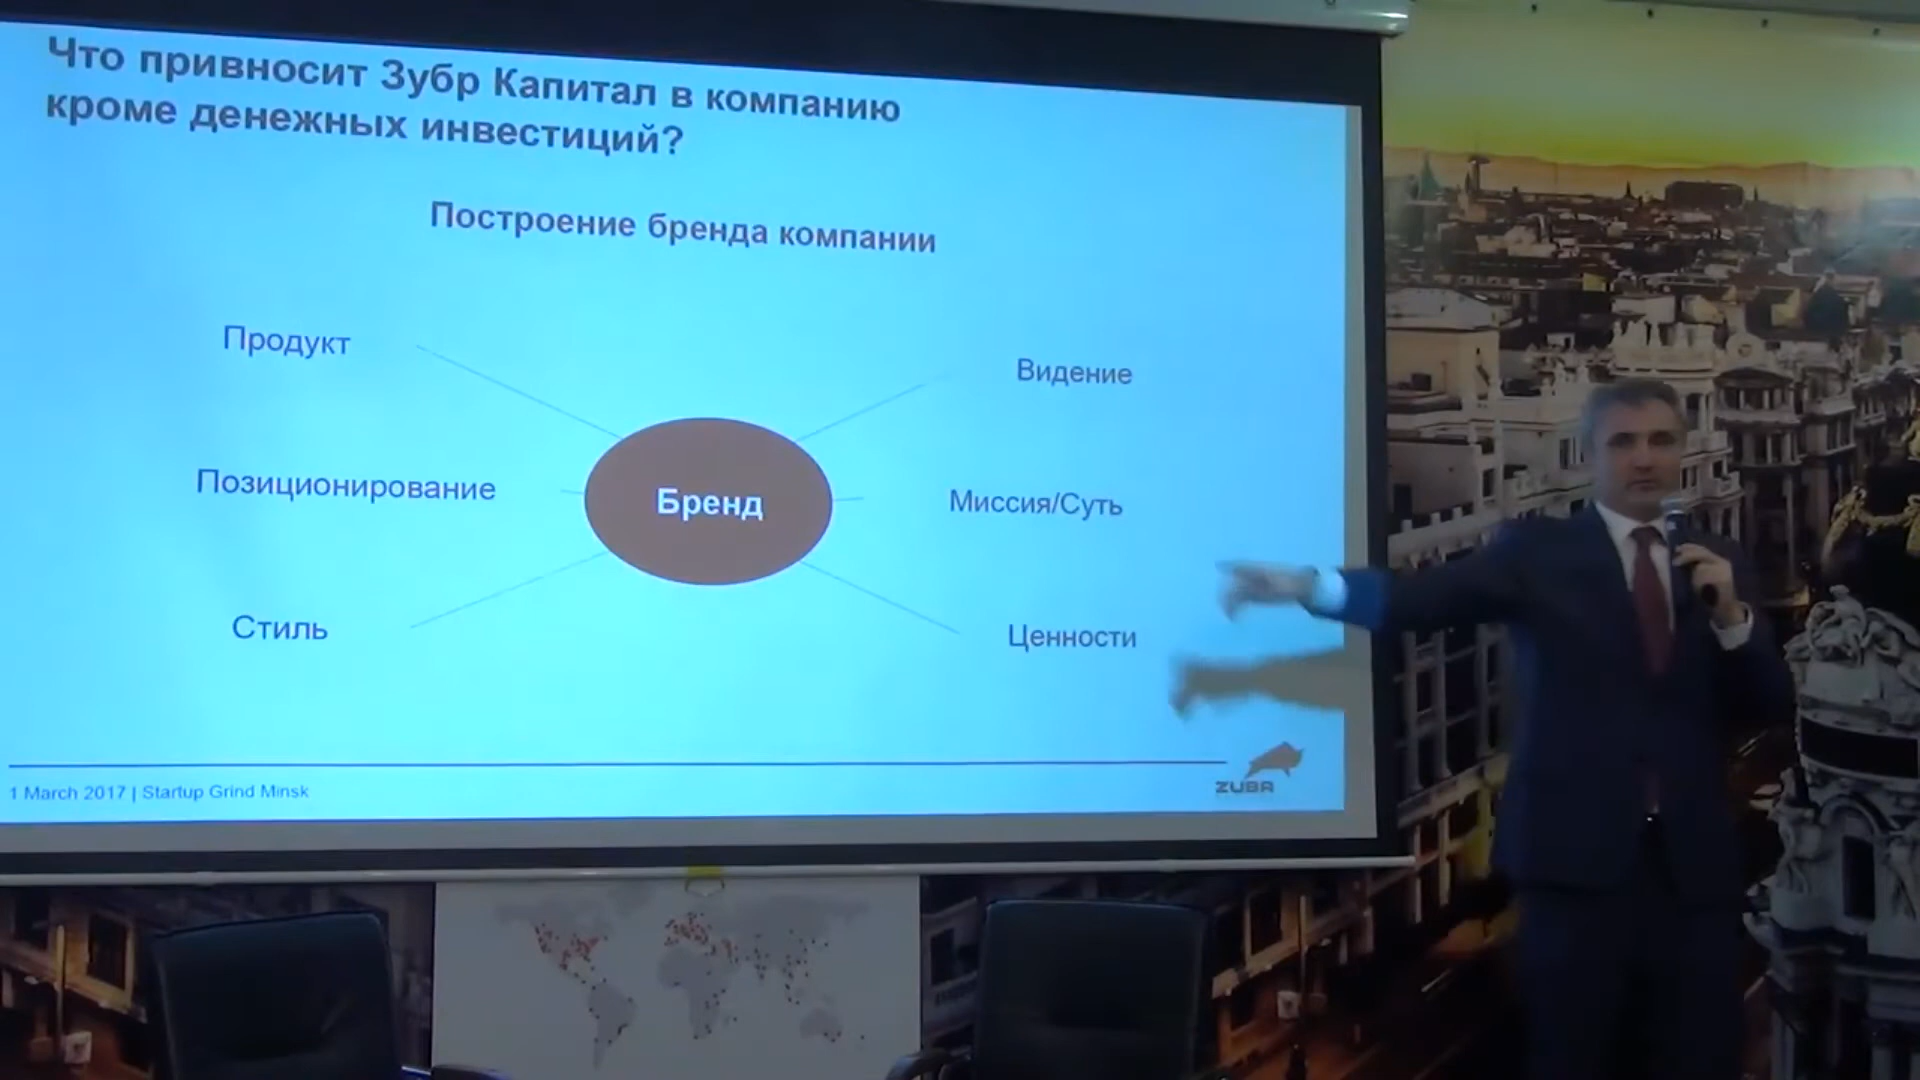 Что привносит Зубр Капитал в компанию
кроме денежных инвестиций?
Построение бренда компании
Продукт
Видение
Позиционирование
Бренд
Миссия/Суть
Стиль
Ценности
1 March 2017 | Startup Grind Minsk
ZUBR